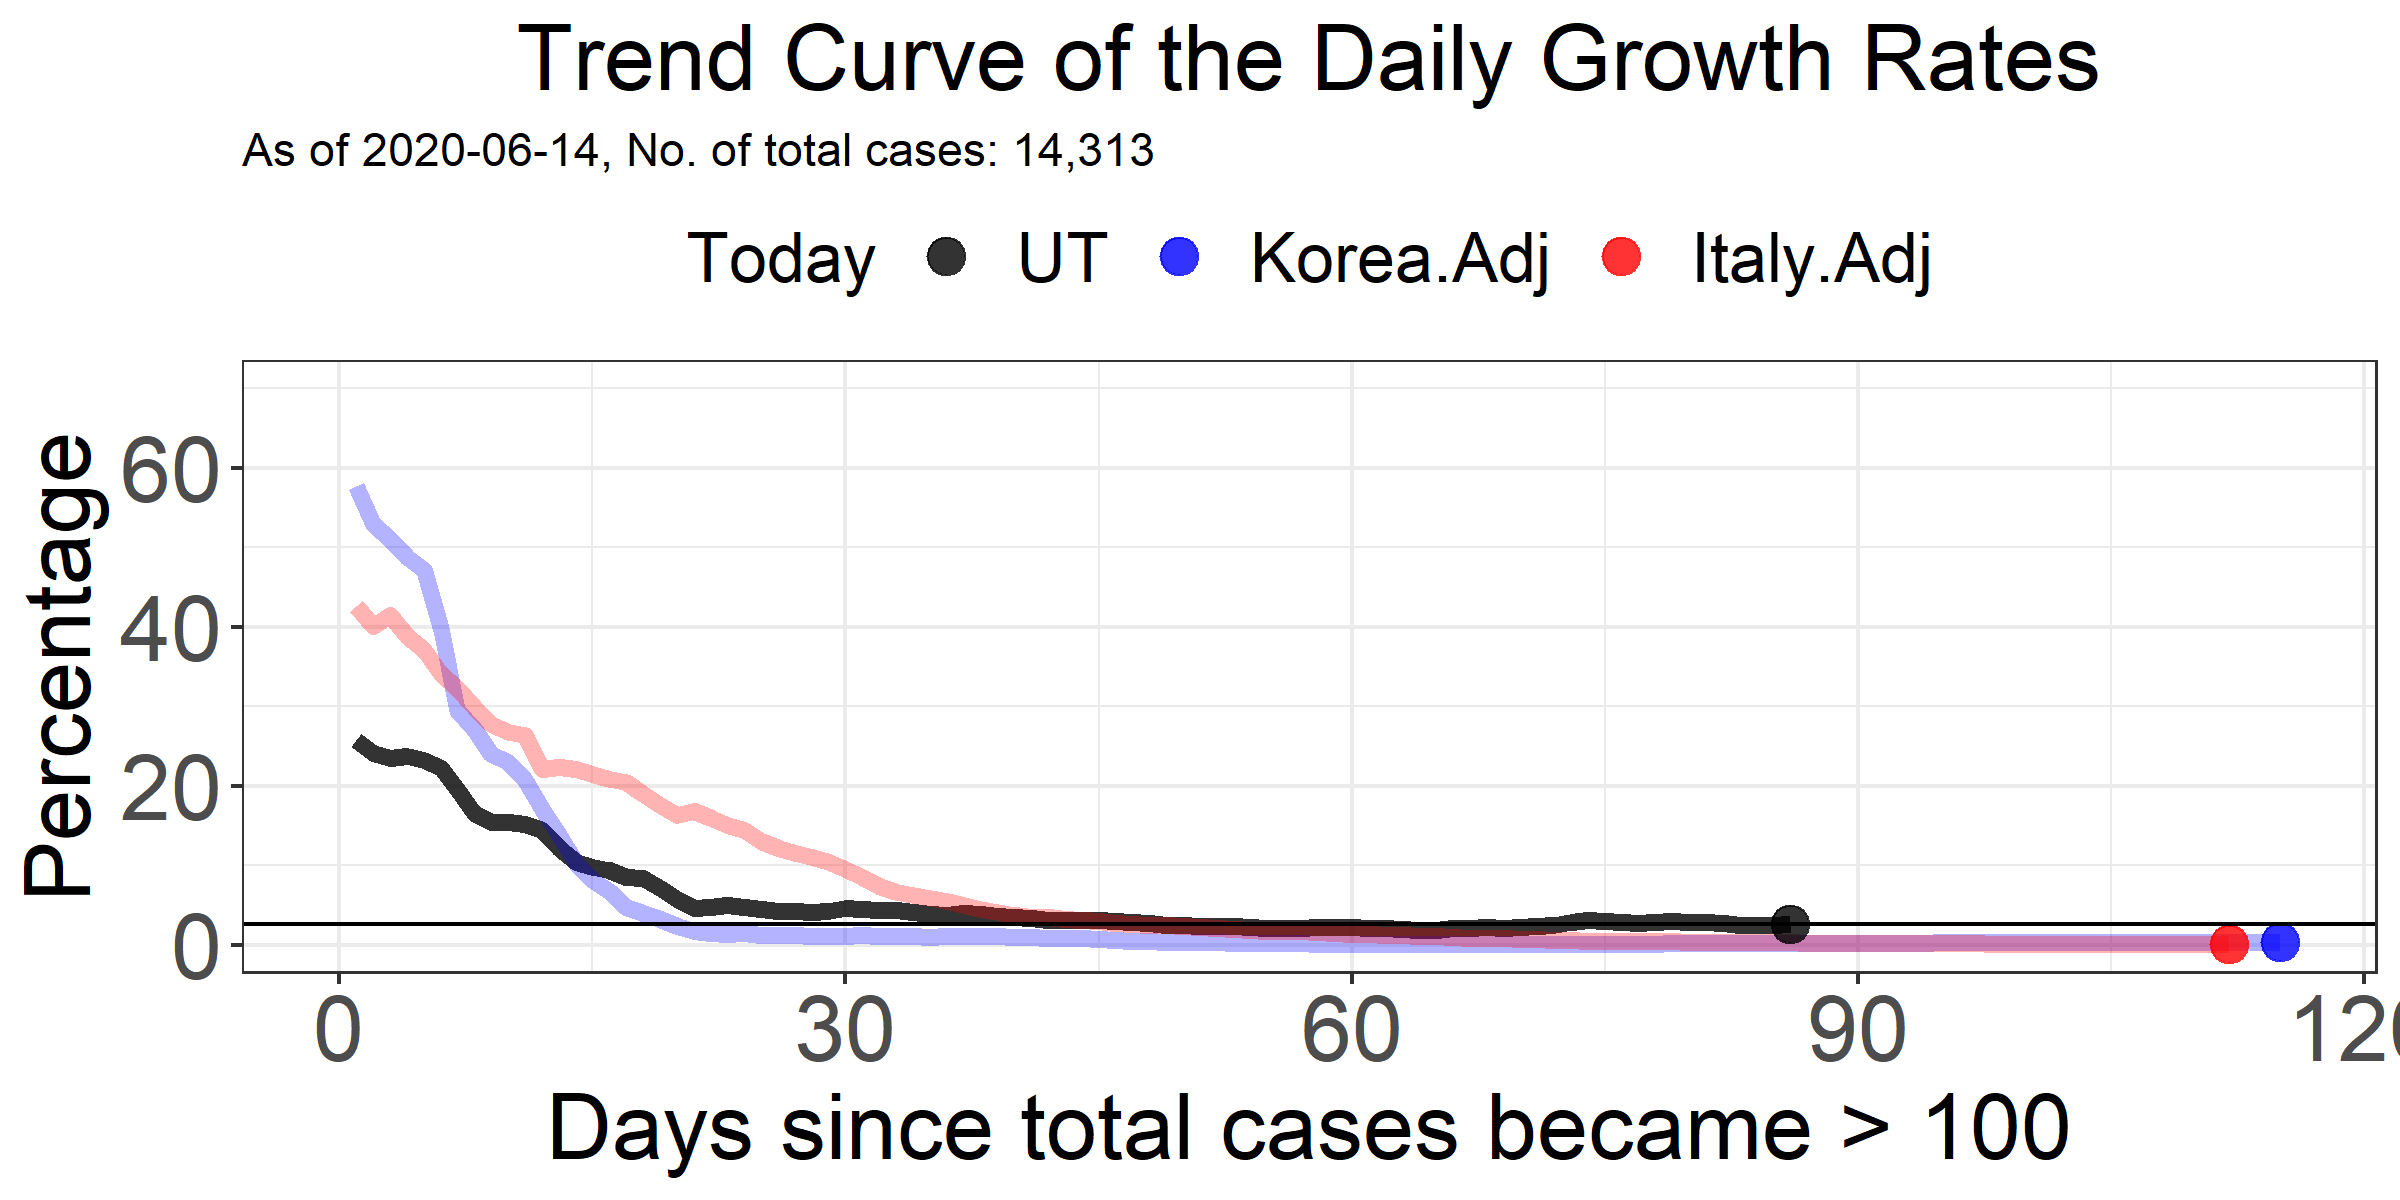 Trend Curve of the Daily Growth Rates
As of 2020-06-14, No. of total cases: 14,313
Today UT Korea.Adj Italy.Adj
Percentage
60
40
20
0
0 30 60 90 120
Days since total cases became > 100